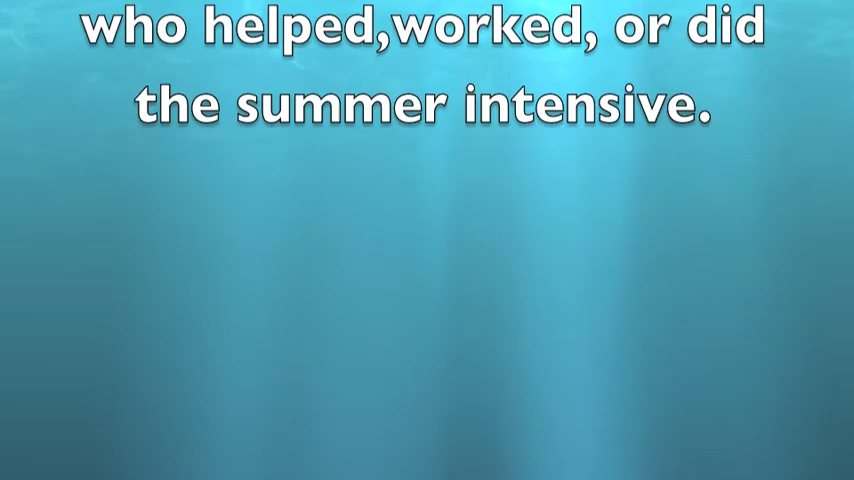 who helped,worked, or did
the summer intensive.